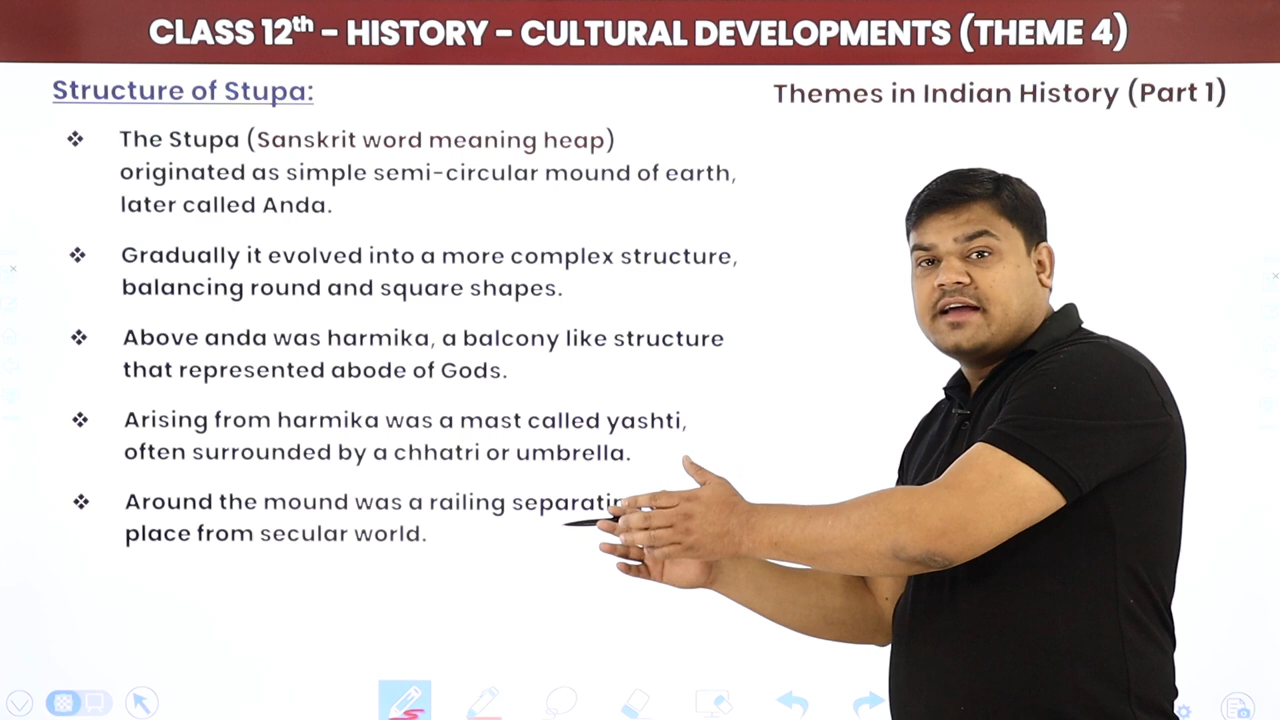 CLASS 12th - HISTORY - CULTURAL DEVELOPMENTS (THEME 4)
Structure of Stupa:
Themes in Indian History (Part 1)
❖ The Stupa (Sanskrit word meaning heap)
originated as simple semi-circular mound of earth,
later called Anda.
❖ Gradually it evolved into a more complex structure,
balancing round and square shapes.
❖ Above anda was harmika, a balcony like structure
that represented abode of Gods.
❖ Arising from harmika was a mast called yashti,
often surrounded by a chhatri or umbrella.
❖ Around the mound was a railing
place from secular world.